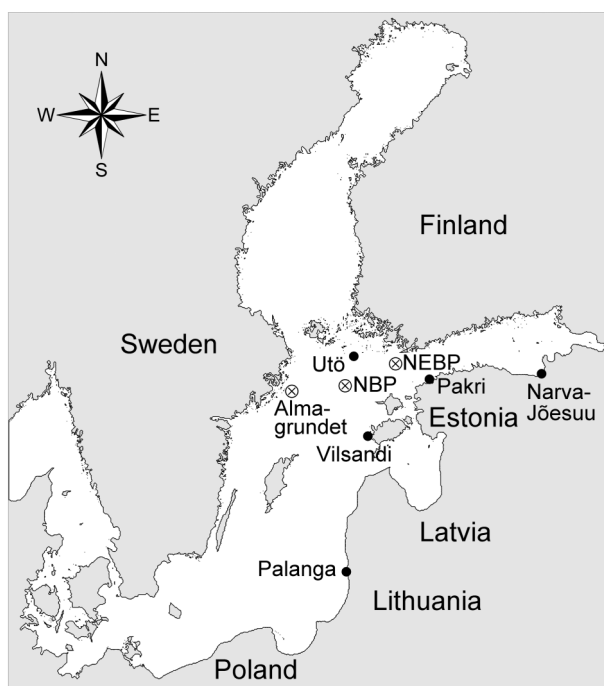 N
W E
S
Finland
Sweden
Utö
NEBP
NBP
Pakri
Narva-
Jõesuu
Alma-
grundet
Estonia
Vilsandi
Latvia
Palanga
Lithuania
Poland